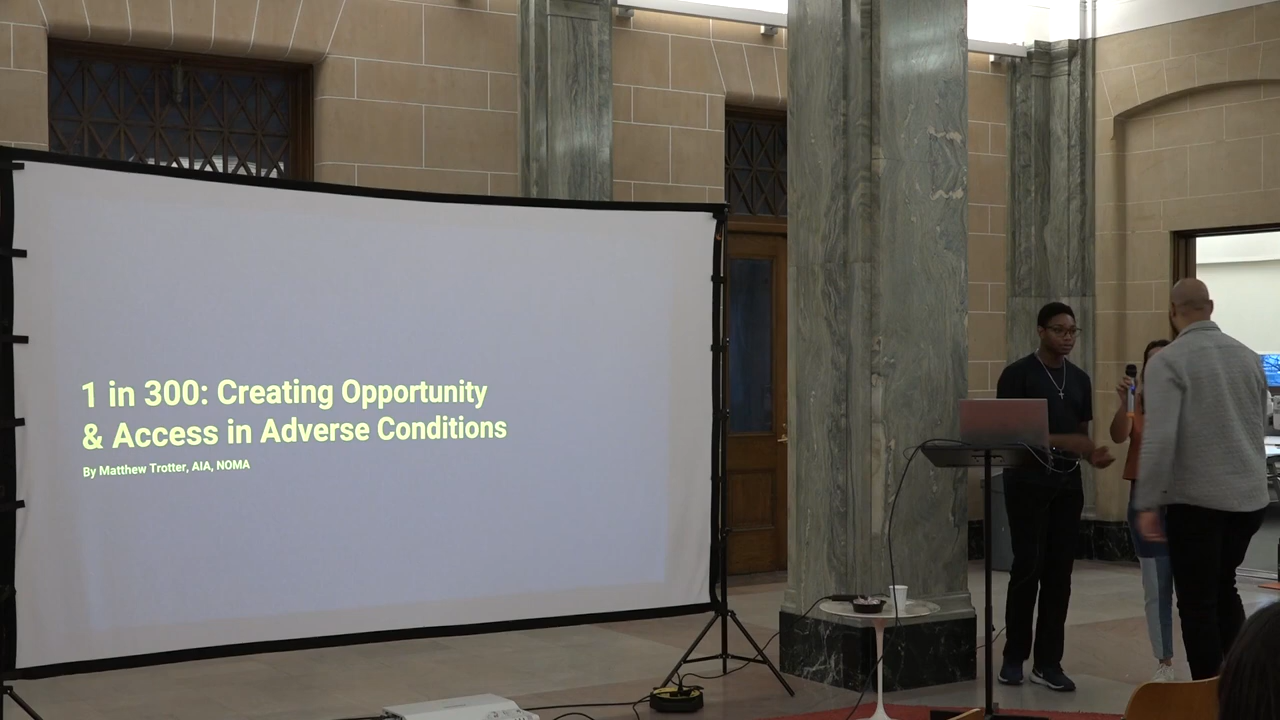 1 in 300: Creating Opportunity
& Access in Adverse Conditions
By Matthew Trotter, AIA, NOMA